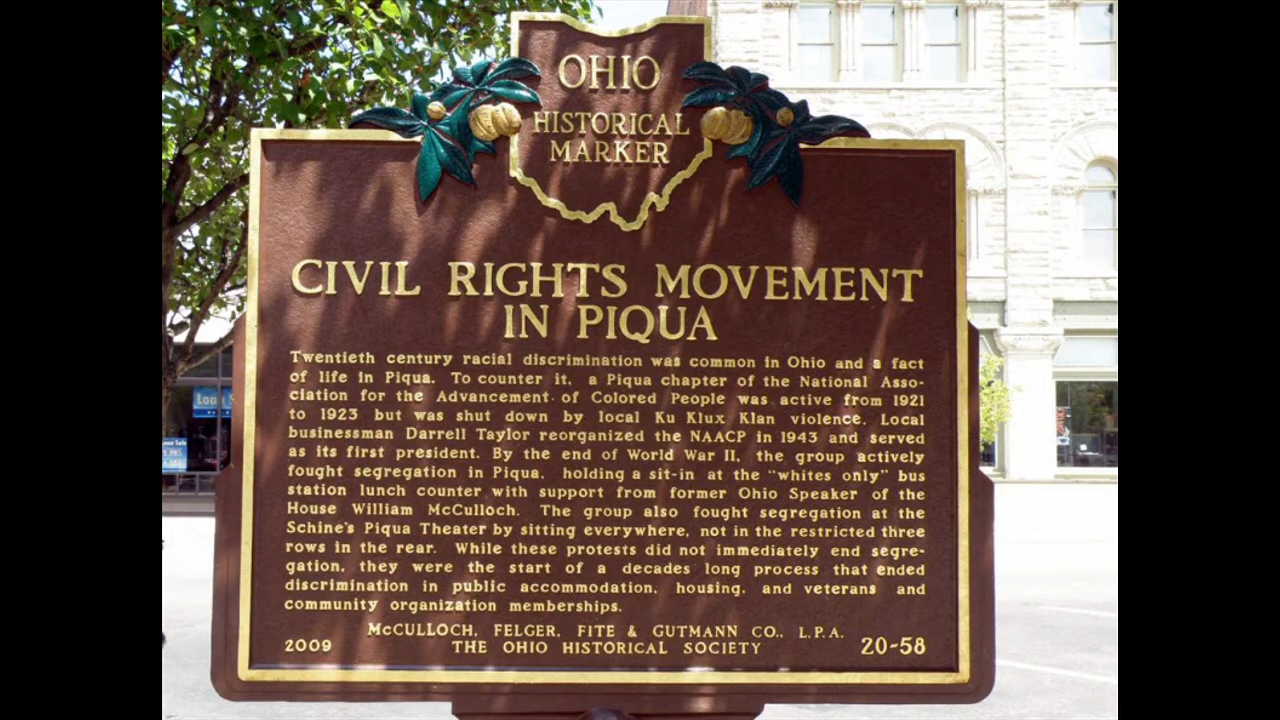 OHIO
HISTORICAL
MARKER
CIVIL RIGHTS MOVEMENT
IN PIQUA
Twentieth century racial discrimination was common in Ohio and a fact
of life in Piqua. To counter it, a Piqua chapter of the National Asso-
ciation for the Advancement of Colored People was active from 1921
to 1923 but was shut down by local Ku Klux Klan violence. Local
businessman Darrell Taylor reorganized the NAACP in 1943 and served
as its first president. By the end of World War II, the group actively
fought segregation in Piqua, holding a sit-in at the "whites only" bus
station lunch counter with support from former Ohio Speaker of the
House William McCulloch. The group also fought segregation at the
Schine's Piqua Theater by sitting everywhere, not in the restricted three
rows in the rear. While these protests did not immediately end segre-
gation, they were the start of a decades long process that ended
discrimination in public accommodation, housing, and veterans and
community organization memberships.
McCULLOCH, FELGER, FITE & GUTMANN CO., L.P.A.
2009 THE OHIO HISTORICAL SOCIETY 20-58